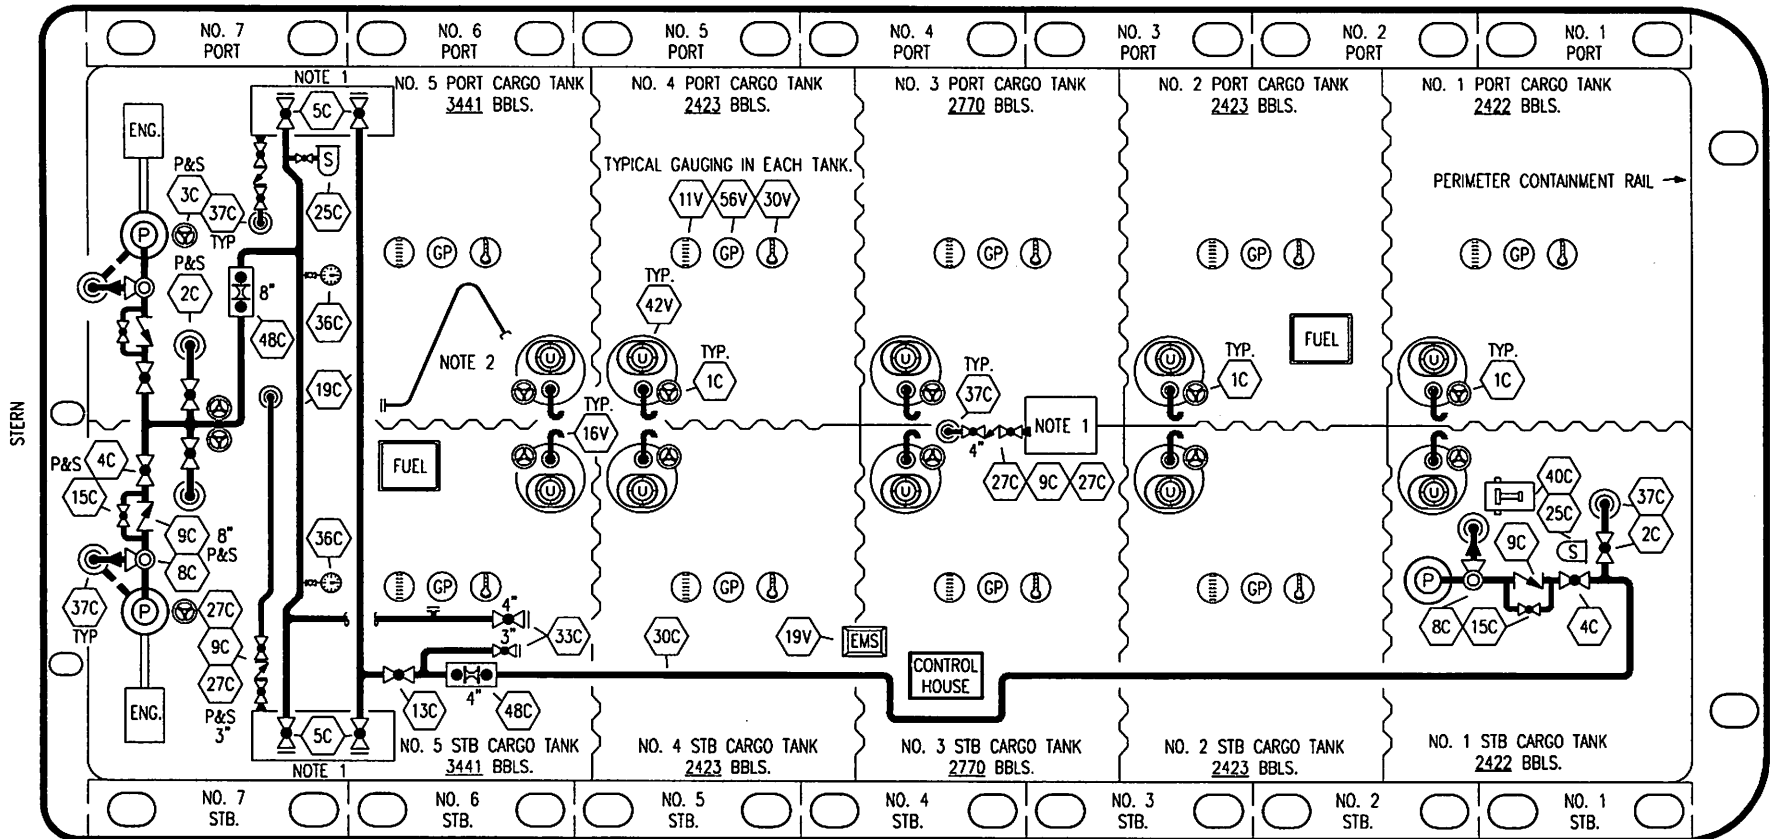 NO. 7
PORT
NO. 6
PORT
NO. 5
PORT
NO. 4
PORT
NO. 3
PORT
NO. 2
PORT
NO. 1
PORT
NOTE 1
NO. 5 PORT CARGO TANK
3441 BBLS.
NO. 4 PORT CARGO TANK
2423 BBLS.
NO. 3 PORT CARGO TANK
2770 BBLS.
NO. 2 PORT CARGO TANK
2423 BBLS.
NO. 1 PORT CARGO TANK
2422 BBLS.
5C
ENG.
P&S
3C
37C
TYP
S
25C
TYPICAL GAUGING IN EACH TANK.
11V
56V
30V
PERIMETER CONTAINMENT RAIL
P
P&S
2C
GP
GP
GP
GP
GP
8"
48C
36C
TYP.
42V
NOTE 2
U
U
U
U
U
TYP.
1C
FUEL
1C
TYP.
1C
19C
TYP.
16V
TYP.
37C
4"
NOTE 1
27C
9C
27C
STERN
P&S
4C
15C
FUEL
U
U
U
U
U
9C
8"
P&S
8C
36C
40C
25C
9C
S
37C
2C
37C
TYP
P
27C
9C
27C
P&S
3"
GP
GP
GP
GP
P
8C
15C
4C
4"
3"
33C
30C
19V
EMS
CONTROL
HOUSE
ENG.
13C
4"
48C
5C
NOTE 1
NO. 5 STB CARGO TANK
3441 BBLS.
NO. 4 STB CARGO TANK
2423 BBLS.
NO. 3 STB CARGO TANK
2770 BBLS.
NO. 2 STB CARGO TANK
2423 BBLS.
NO. 1 STB CARGO TANK
2422 BBLS.
NO. 7
STB.
NO. 6
STB.
NO. 5
STB.
NO. 4
STB.
NO. 3
STB.
NO. 2
STB.
NO. 1
STB.